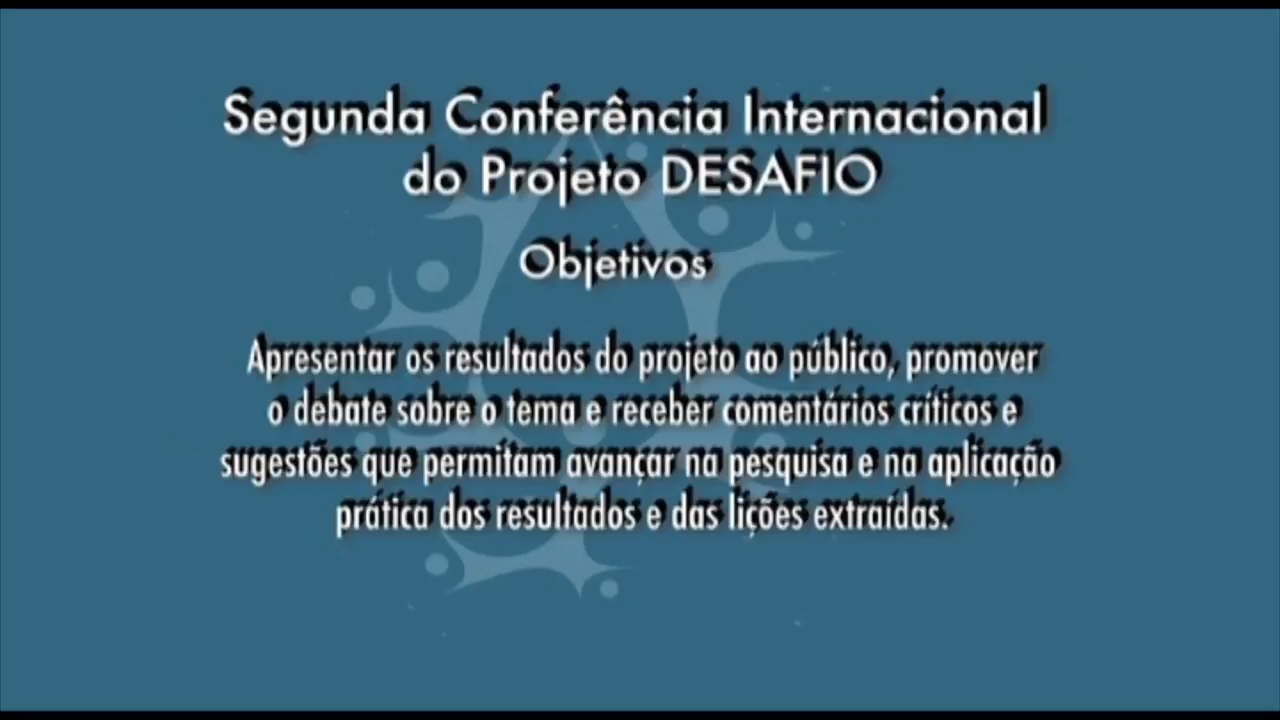 Segunda Conferência Internacional
do Projeto DESAFIO
Objetivos
Apresentar os resultados do projeto ao público, promover
o debate sobre o tema e receber comentários críticos e
sugestões que permitam avançar na pesquisa e na aplicação
prática dos resultados e das lições extraídas.